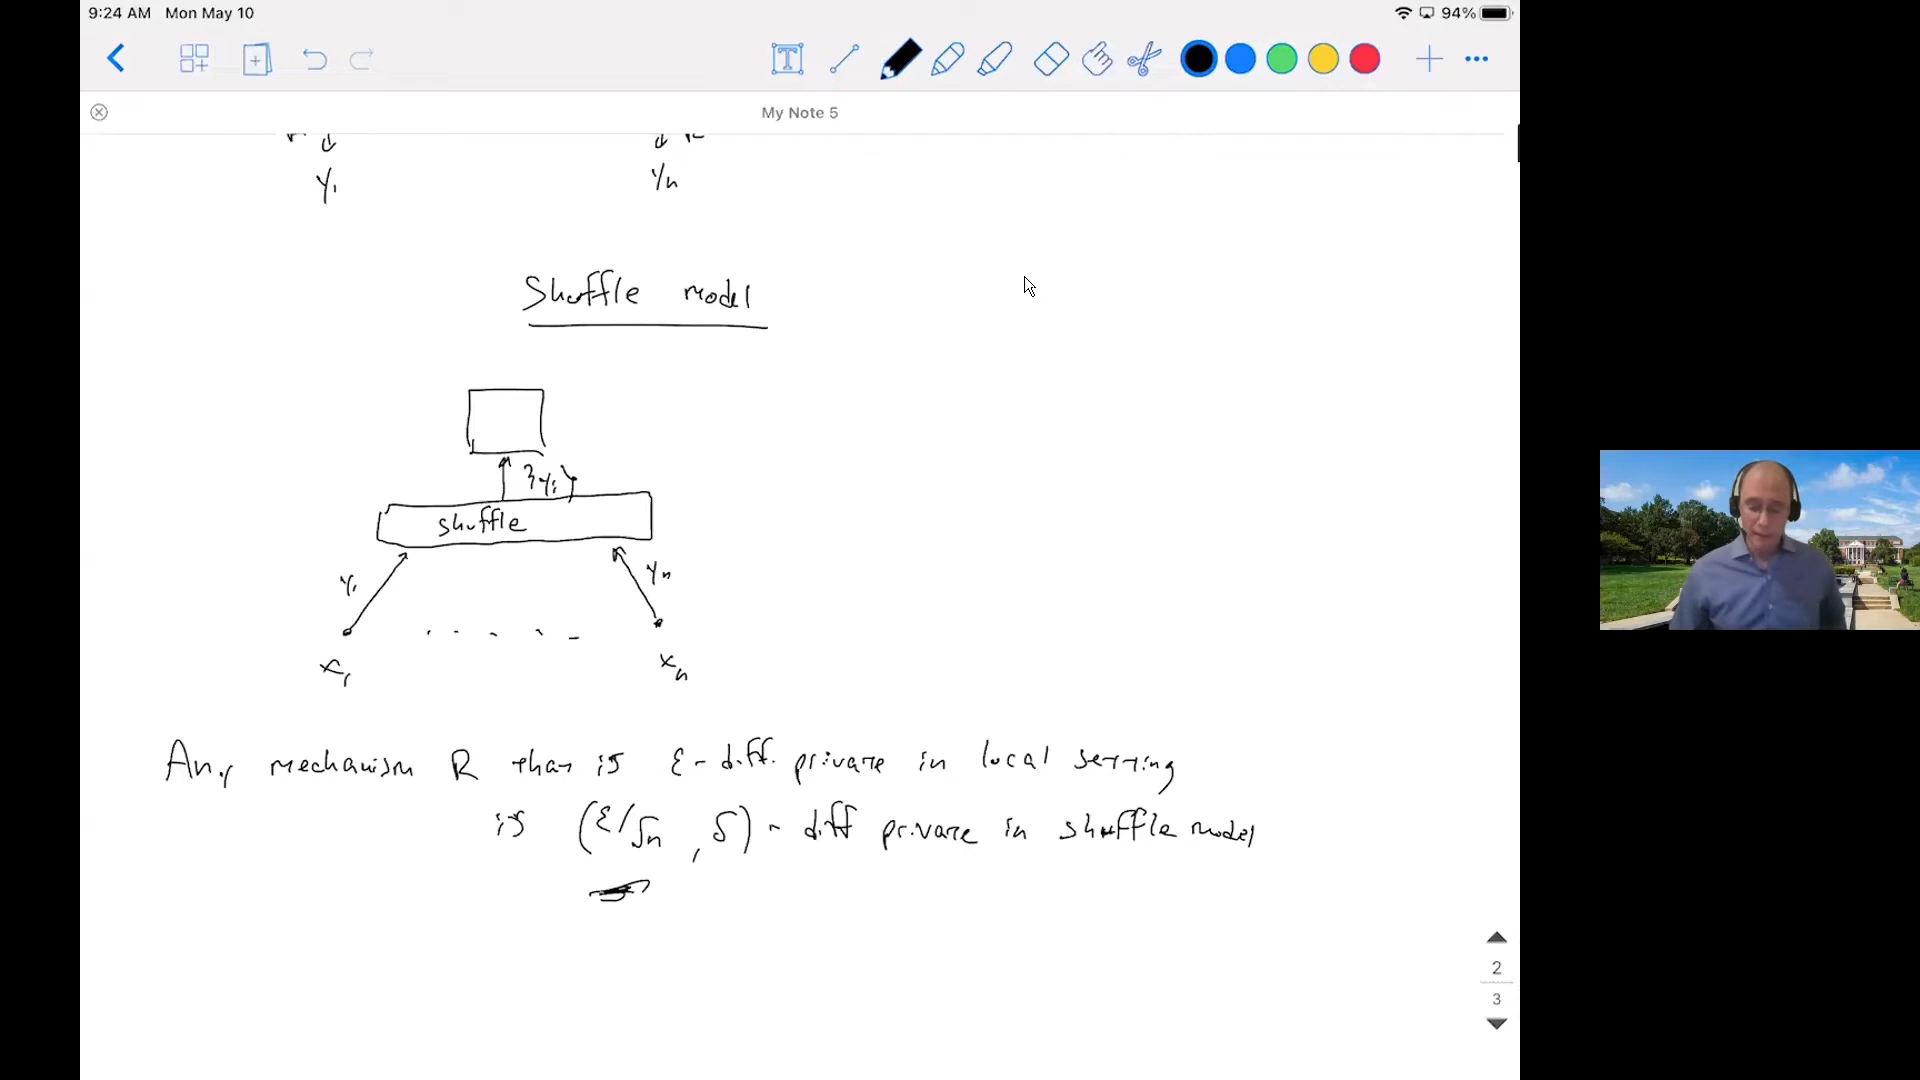 9:24 AM Mon May 10 94%
T
My Note 5
y₁ yₙ
Shuffle model
{yᵢ}
shuffle
y₁ yₙ
x₁ xₙ
Any mechanism R that is ε-diff. private in local setting
is (ε/√n, δ)-diff private in shuffle model
2
3